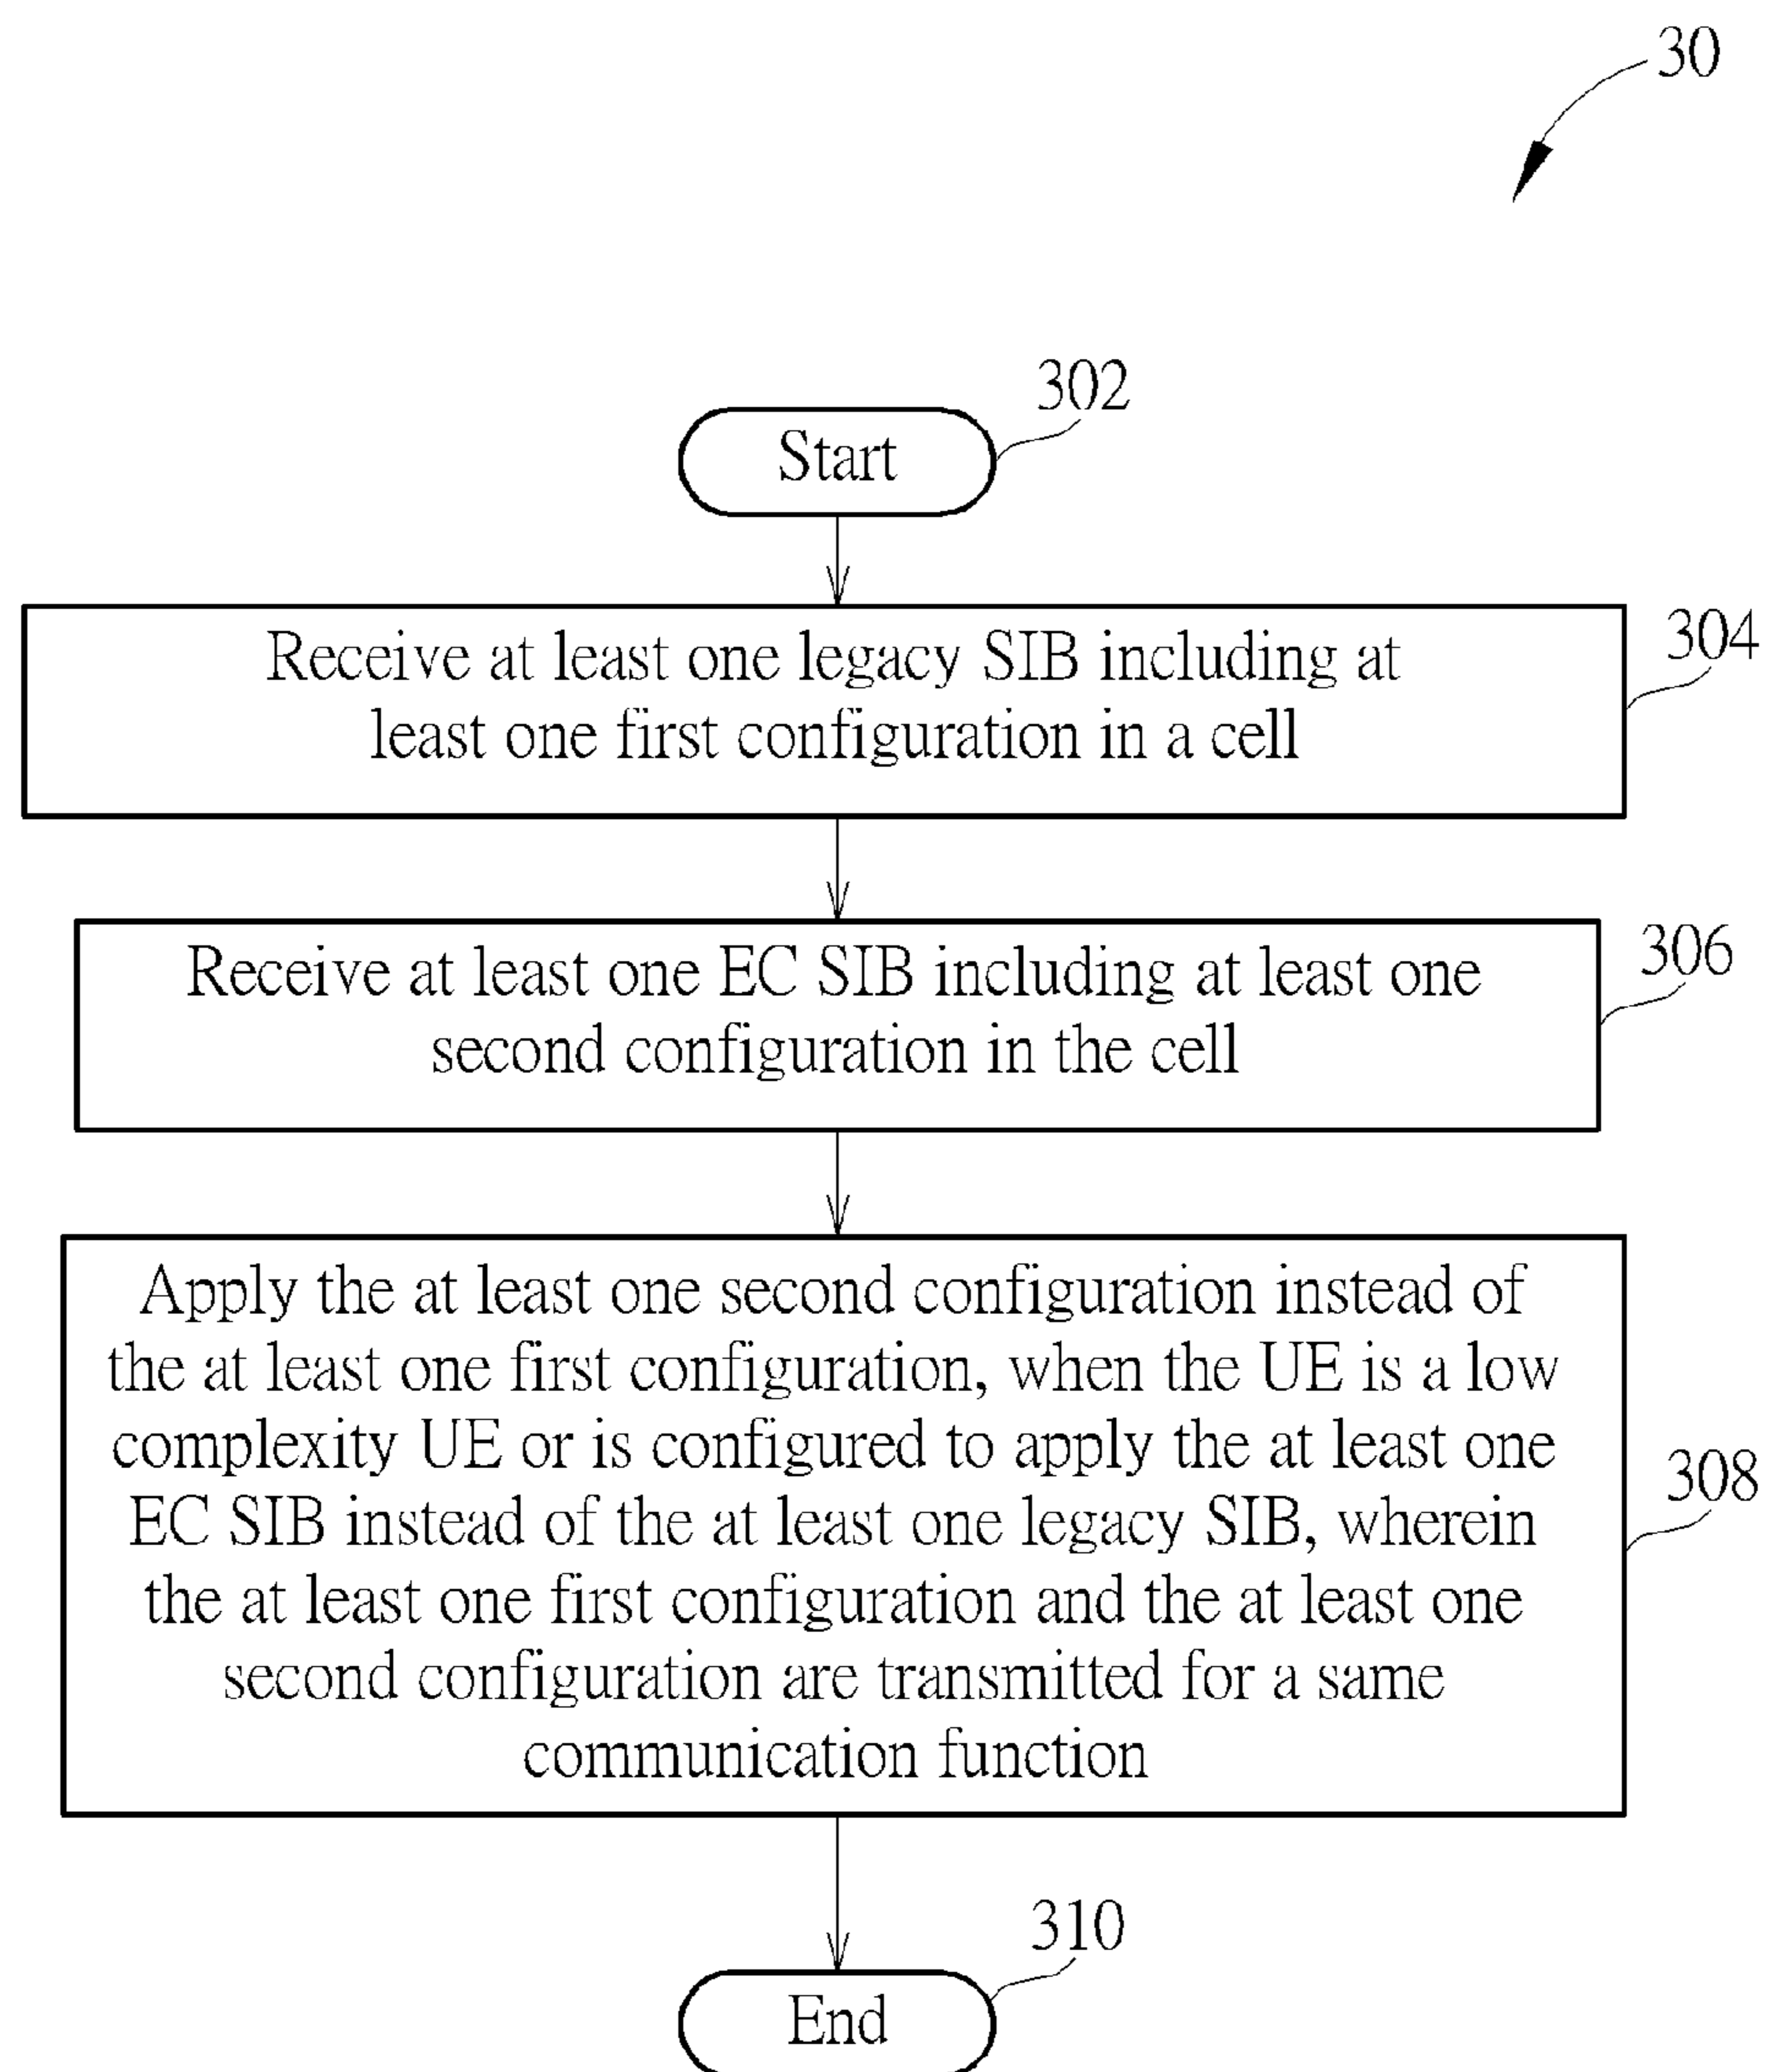 30
302
Start
304
Receive at least one legacy SIB including at
least one first configuration in a cell
306
Receive at least one EC SIB including at least one
second configuration in the cell
Apply the at least one second configuration instead of
the at least one first configuration, when the UE is a low
complexity UE or is configured to apply the at least one
308
EC SIB instead of the at least one legacy SIB, wherein
the at least one first configuration and the at least one
second configuration are transmitted for a same
communication function
310
End